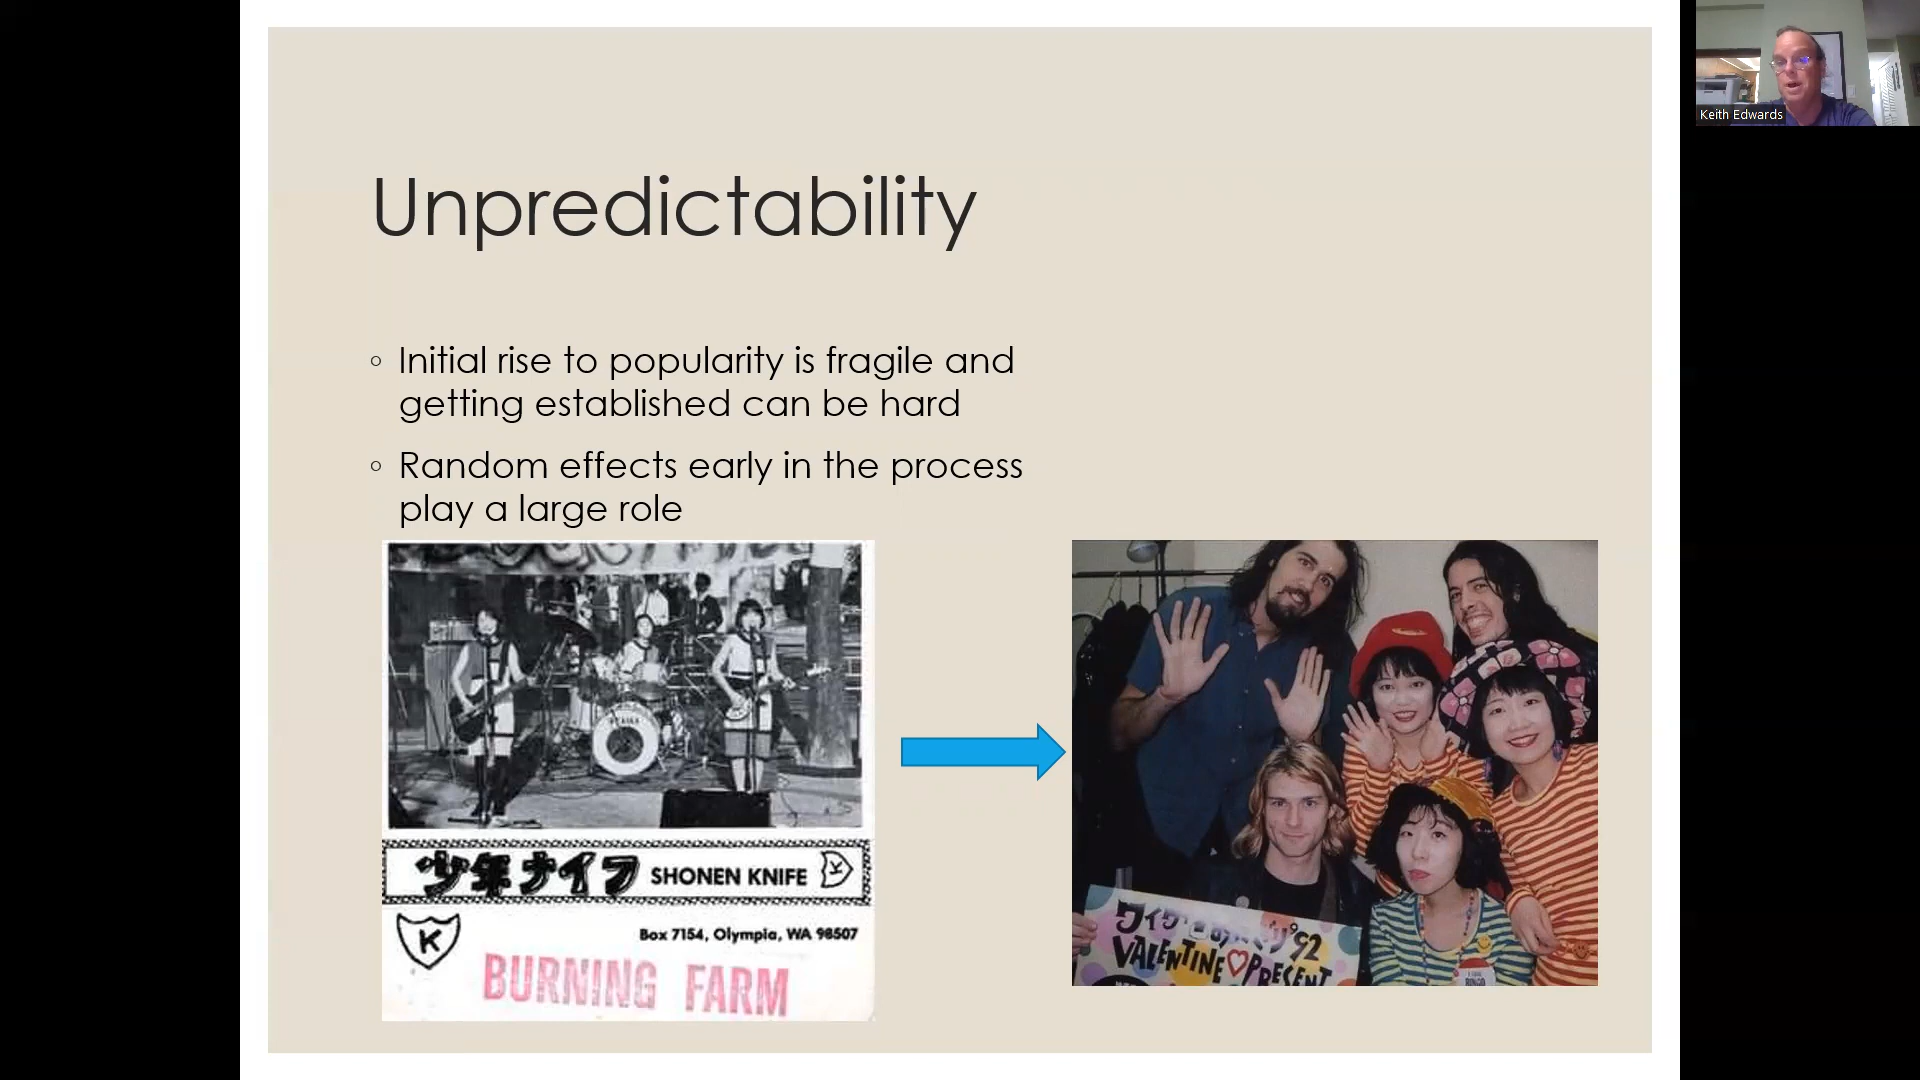 Keith Edwards
Unpredictability
Initial rise to popularity is fragile and
getting established can be hard
Random effects early in the process
play a large role
少年ナイフ SHONEN KNIFE
K
Box 7154, Olympia, WA 98507
BURNING FARM
'92
VALENTINE♡PRESENT